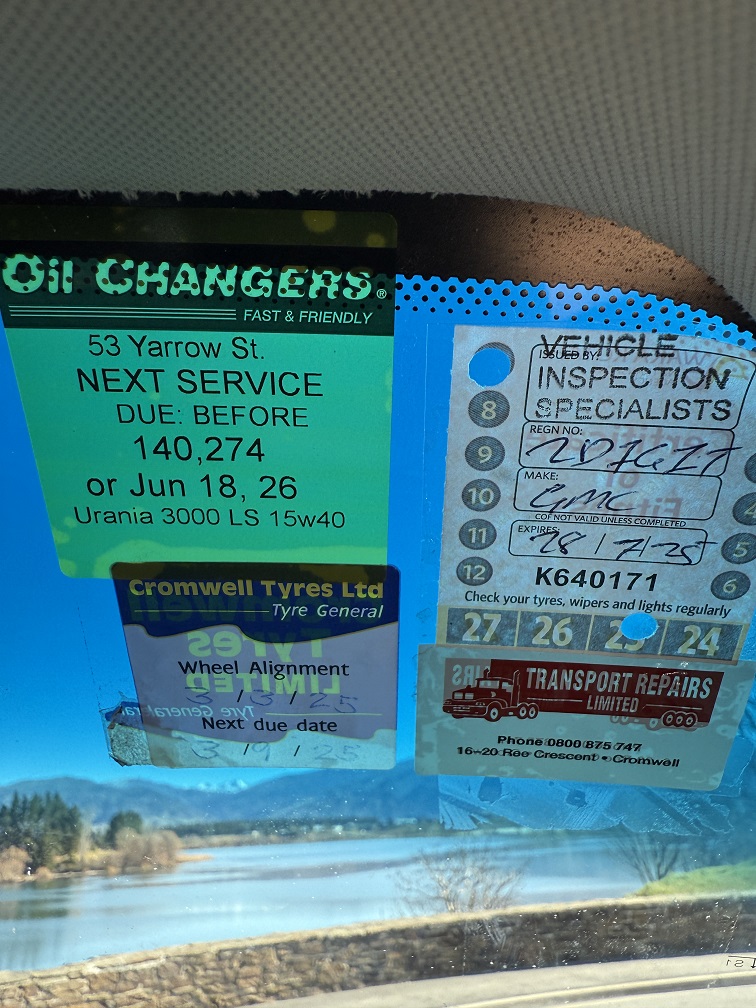 Oil CHANGERS®
FAST & FRIENDLY
53 Yarrow St.
NEXT SERVICE
DUE: BEFORE
140,274
or Jun 18, 26
Urania 3000 LS 15w40
Cromwell Tyres Ltd
Tyre General
Wheel Alignment
3 / 3 / 25
Next due date
3 / 9 / 25
ISSUED BY:
VEHICLE
INSPECTION
SPECIALISTS
REGN NO:
MAKE:
GMC
COF NOT VALID UNLESS COMPLETED
EXPIRES:
28 / 7 / 25
8
9
10
11
12
4
5
6
K640171
Check your tyres, wipers and lights regularly
27 26 25 24
TRANSPORT REPAIRS
LIMITED
Phone 0800 875 747
16-20 Ree Crescent • Cromwell